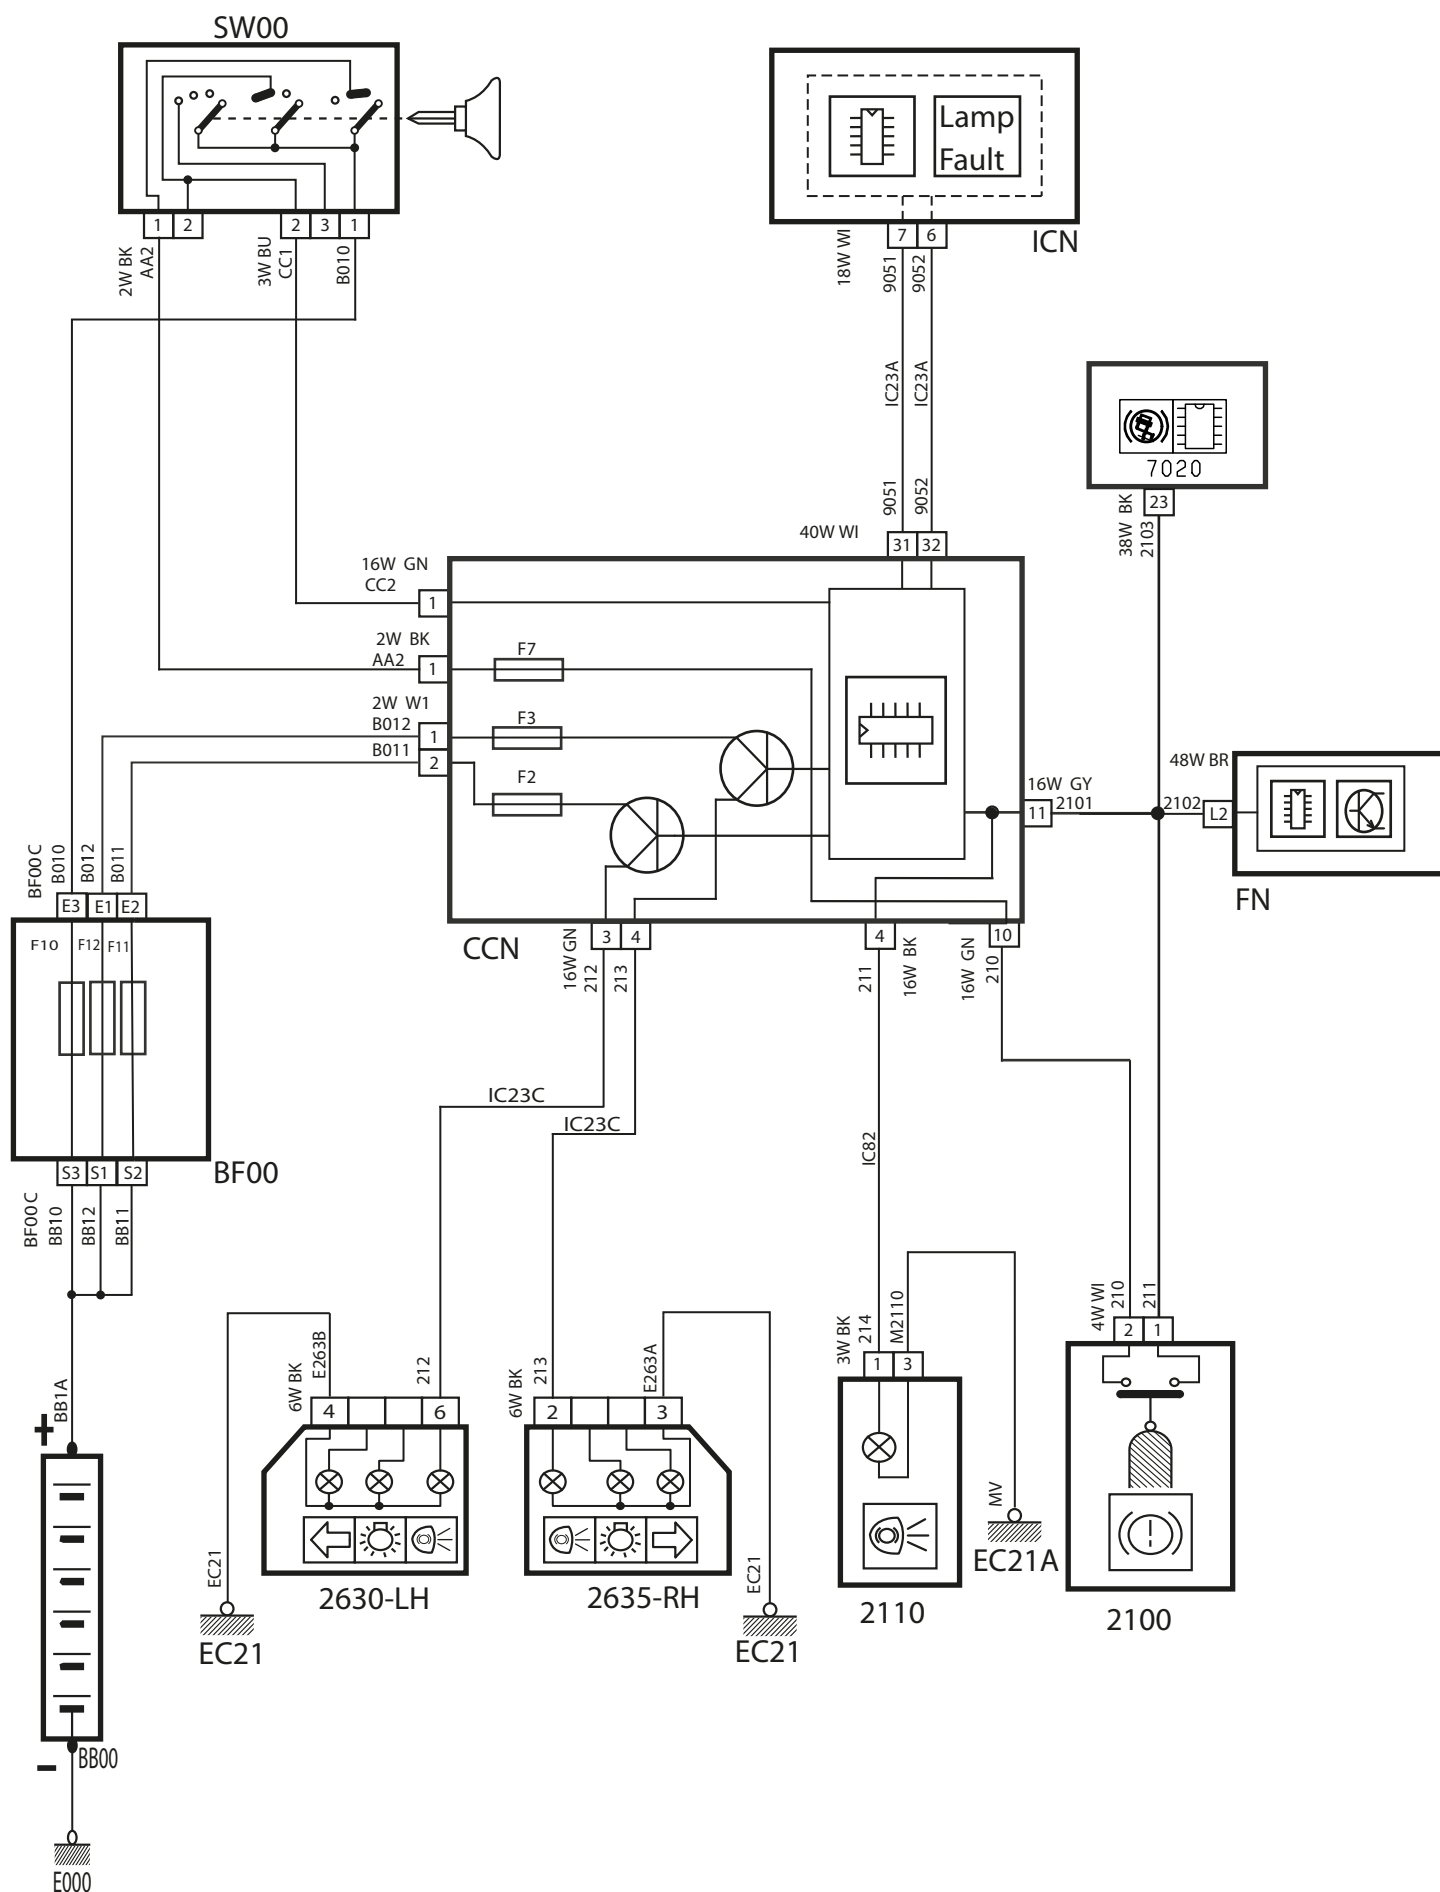 SW00
1
2
2
3
1
2W BK
AA2
3W BU
CC1
B010
Lamp
Fault
7
6
ICN
18W WI
9051
9052
IC23A
IC23A
9051
9052
40W WI
31
32
7020
23
38W BK
2103
16W GN
CC2
1
2W BK
AA2
1
F7
2W W1
B012
1
B011
2
F3
F2
16W GY
2101
11
2102
48W BR
L2
FN
CCN
3
4
16W GN
212
213
4
211
16W BK
10
16W GN
210
BF00 C
B010
B012
B011
E3
E1
E2
F10
F12
F11
S3
S1
S2
BF00
BF00 C
BB10
BB12
BB11
IC23C
IC23C
IC82
BB1A
+
-
BB00
E000
EC21
EC21
6W BK
E263B
212
4
6
2630-LH
6W BK
213
E263A
2
3
2635-RH
EC21
EC21
3W BK
214
M2110
1
3
2110
MV
EC21A
4W WI
210
211
2
1
2100